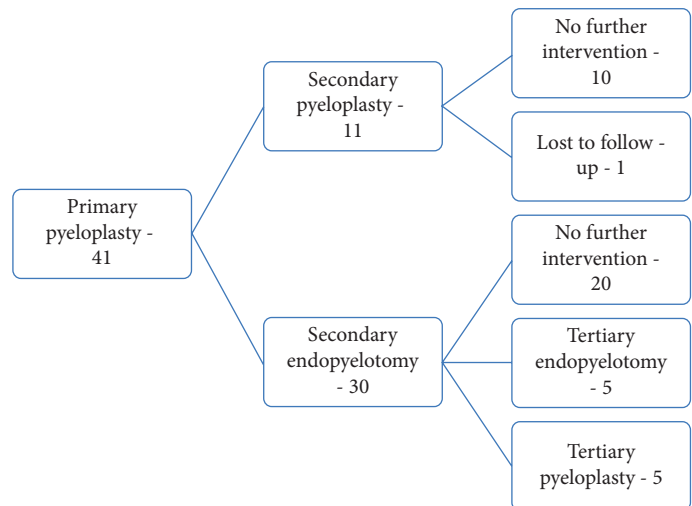 Primary
pyeloplasty -
41
Secondary
pyeloplasty -
11
No further
intervention -
10
Lost to follow -
up - 1
Secondary
endopyelotomy
- 30
No further
intervention -
20
Tertiary
endopyelotomy
- 5
Tertiary
pyeloplasty - 5